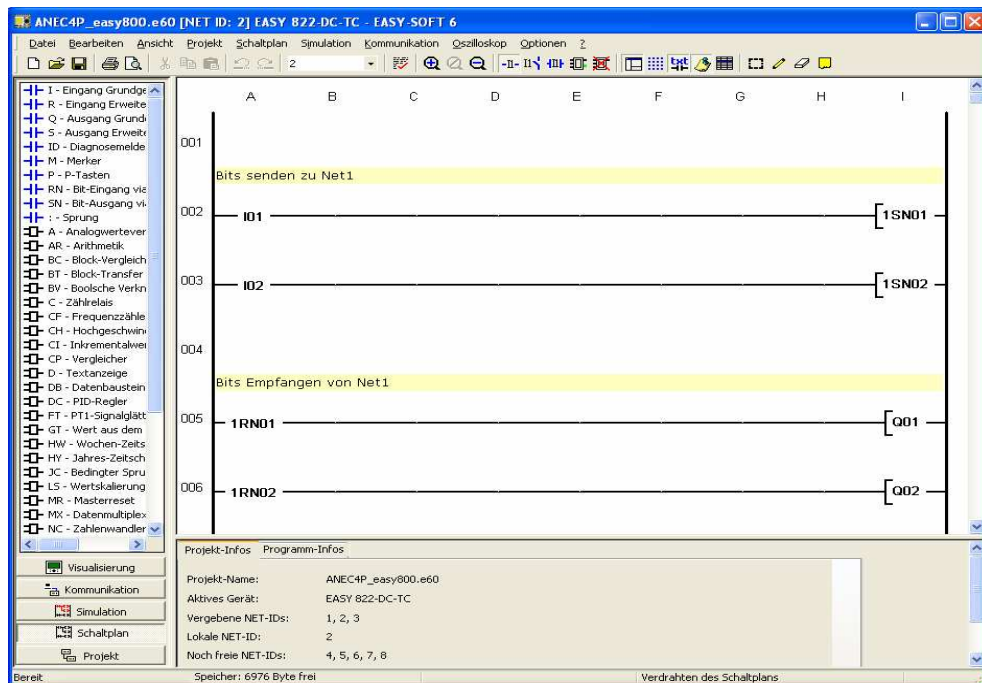 ANEC4P_easy800.e60 [NET ID: 2] EASY 822-DC-TC - EASY-SOFT 6
Datei Bearbeiten Ansicht Projekt Schaltplan Simulation Kommunikation Oszilloskop Optionen ?
2
I - Eingang Grundge
R - Eingang Erweite
Q - Ausgang Grund
S - Ausgang Erweite
ID - Diagnosemelde
M - Merker
P - P-Tasten
RN - Bit-Eingang via
SN - Bit-Ausgang vi
: - Sprung
A - Analogwertever
AR - Arithmetik
BC - Block-Vergleich
BT - Block-Transfer
BV - Boolsche Verkn
C - Zählrelais
CF - Frequenzzähle
CH - Hochgeschwin
CI - Inkrementalwe
CP - Vergleicher
D - Textanzeige
DB - Datenbaustein
DC - PID-Regler
FT - PT1-Signalglätt
GT - Wert aus dem
HW - Wochen-Zeits
HY - Jahres-Zeitsch
JC - Bedingter Spru
LS - Wertskalierung
MR - Masterreset
MX - Datenmultiplex
NC - Zahlenwandler
Visualisierung
Kommunikation
Simulation
Schaltplan
Projekt
A B C D E F G H I
001
Bits senden zu Net1
002 I01 1SN01
003 I02 1SN02
004
Bits Empfangen von Net1
005 1RN01 Q01
006 1RN02 Q02
Projekt-Infos Programm-Infos
Projekt-Name: ANEC4P_easy800.e60
Aktives Gerät: EASY 822-DC-TC
Vergebene NET-IDs: 1, 2, 3
Lokale NET-ID: 2
Noch freie NET-IDs: 4, 5, 6, 7, 8
Bereit Speicher: 6976 Byte frei Verdrahten des Schaltplans